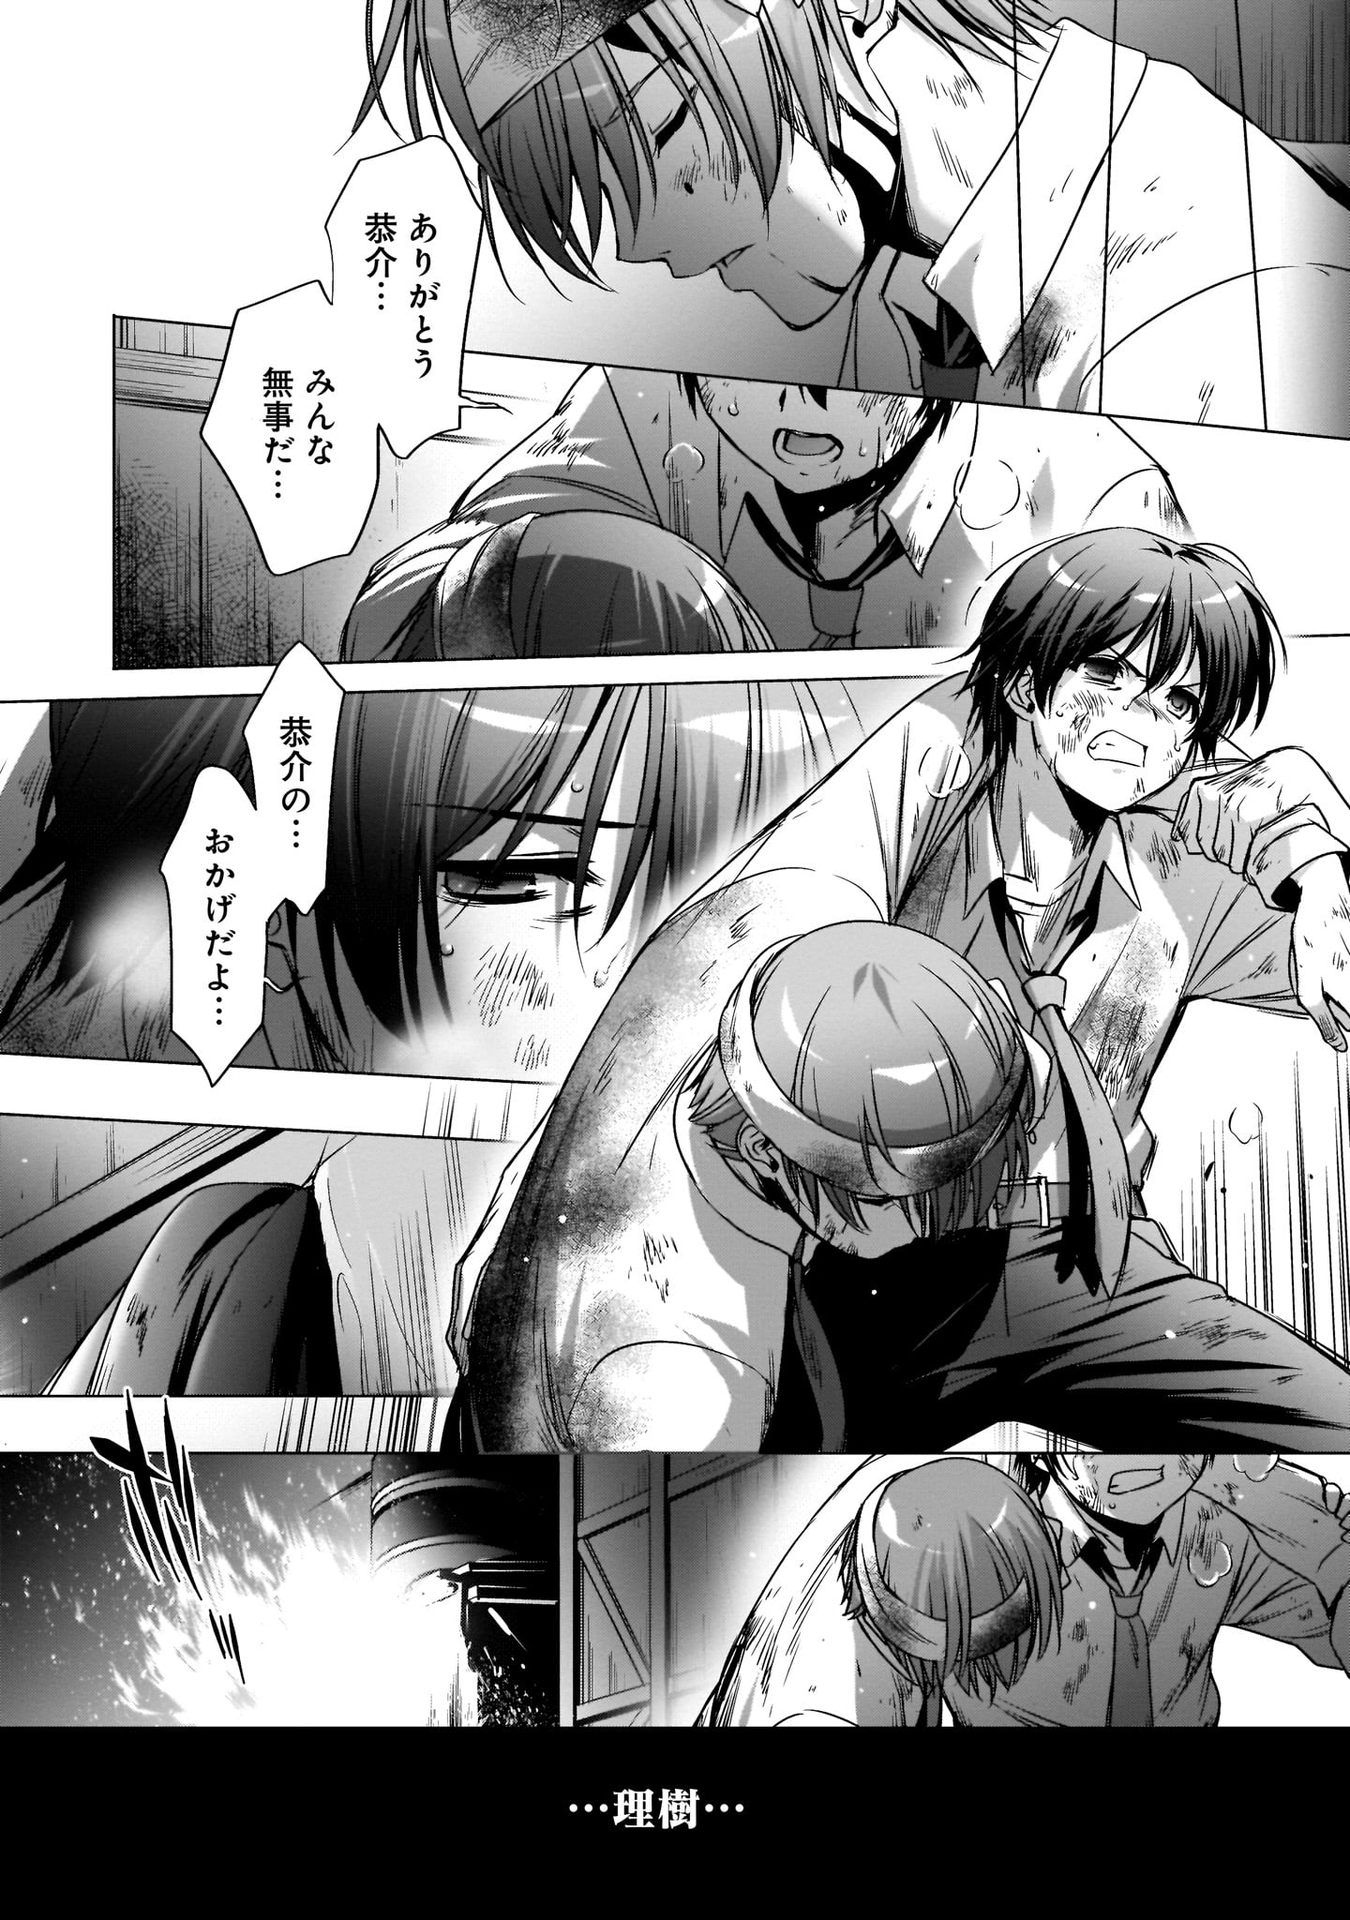 ありがとう
恭介…
みんな
無事だ…
恭介の…
おかげだよ…
…理樹…